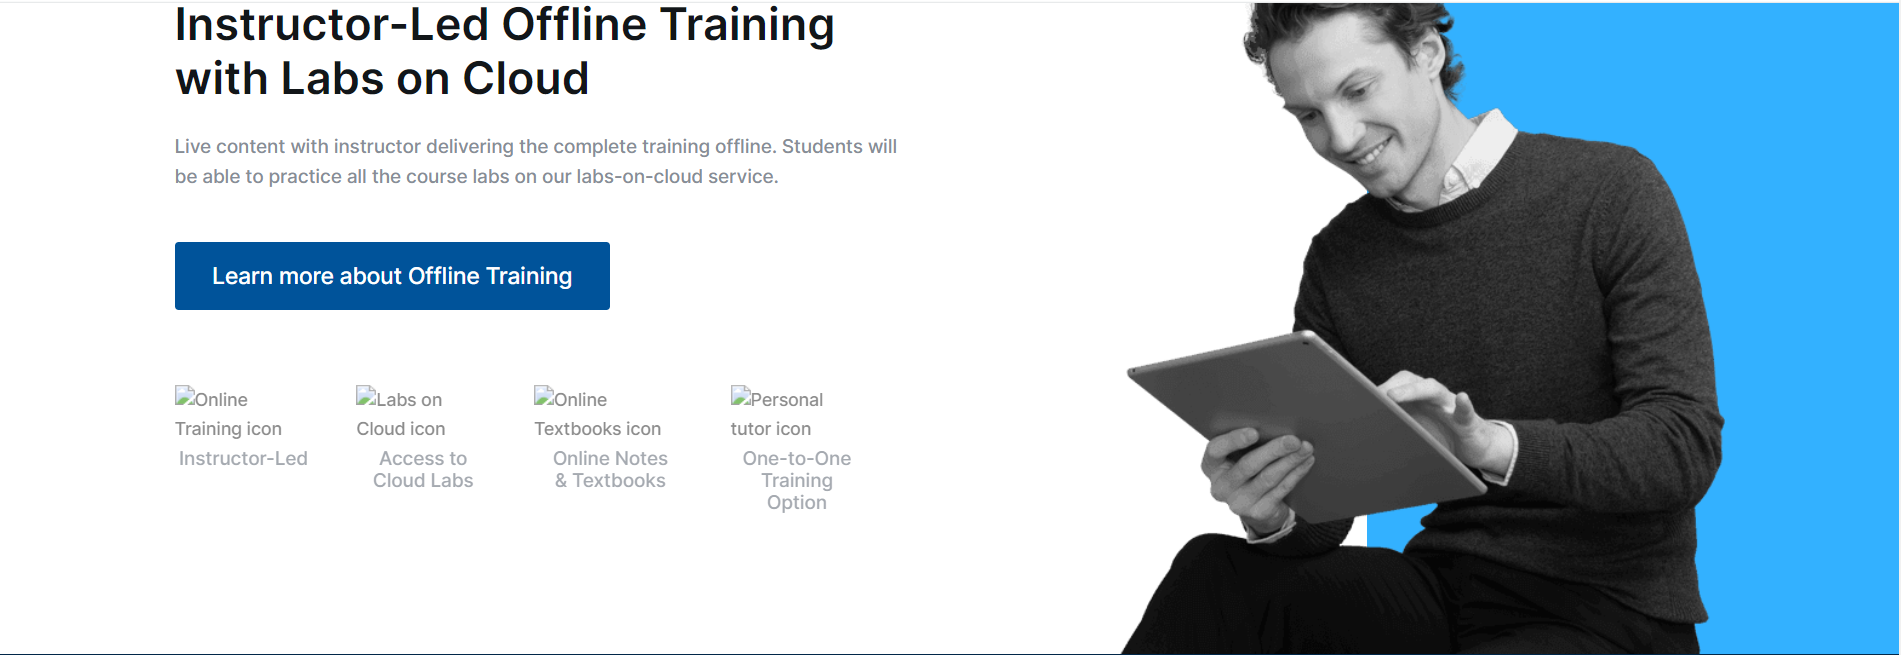 Instructor-Led Offline Training
with Labs on Cloud
Live content with instructor delivering the complete training offline. Students will
be able to practice all the course labs on our labs-on-cloud service.
Learn more about Offline Training
Online
Training icon
Instructor-Led
Labs on
Cloud icon
Access to
Cloud Labs
Online
Textbooks icon
Online Notes
& Textbooks
Personal
tutor icon
One-to-One
Training
Option